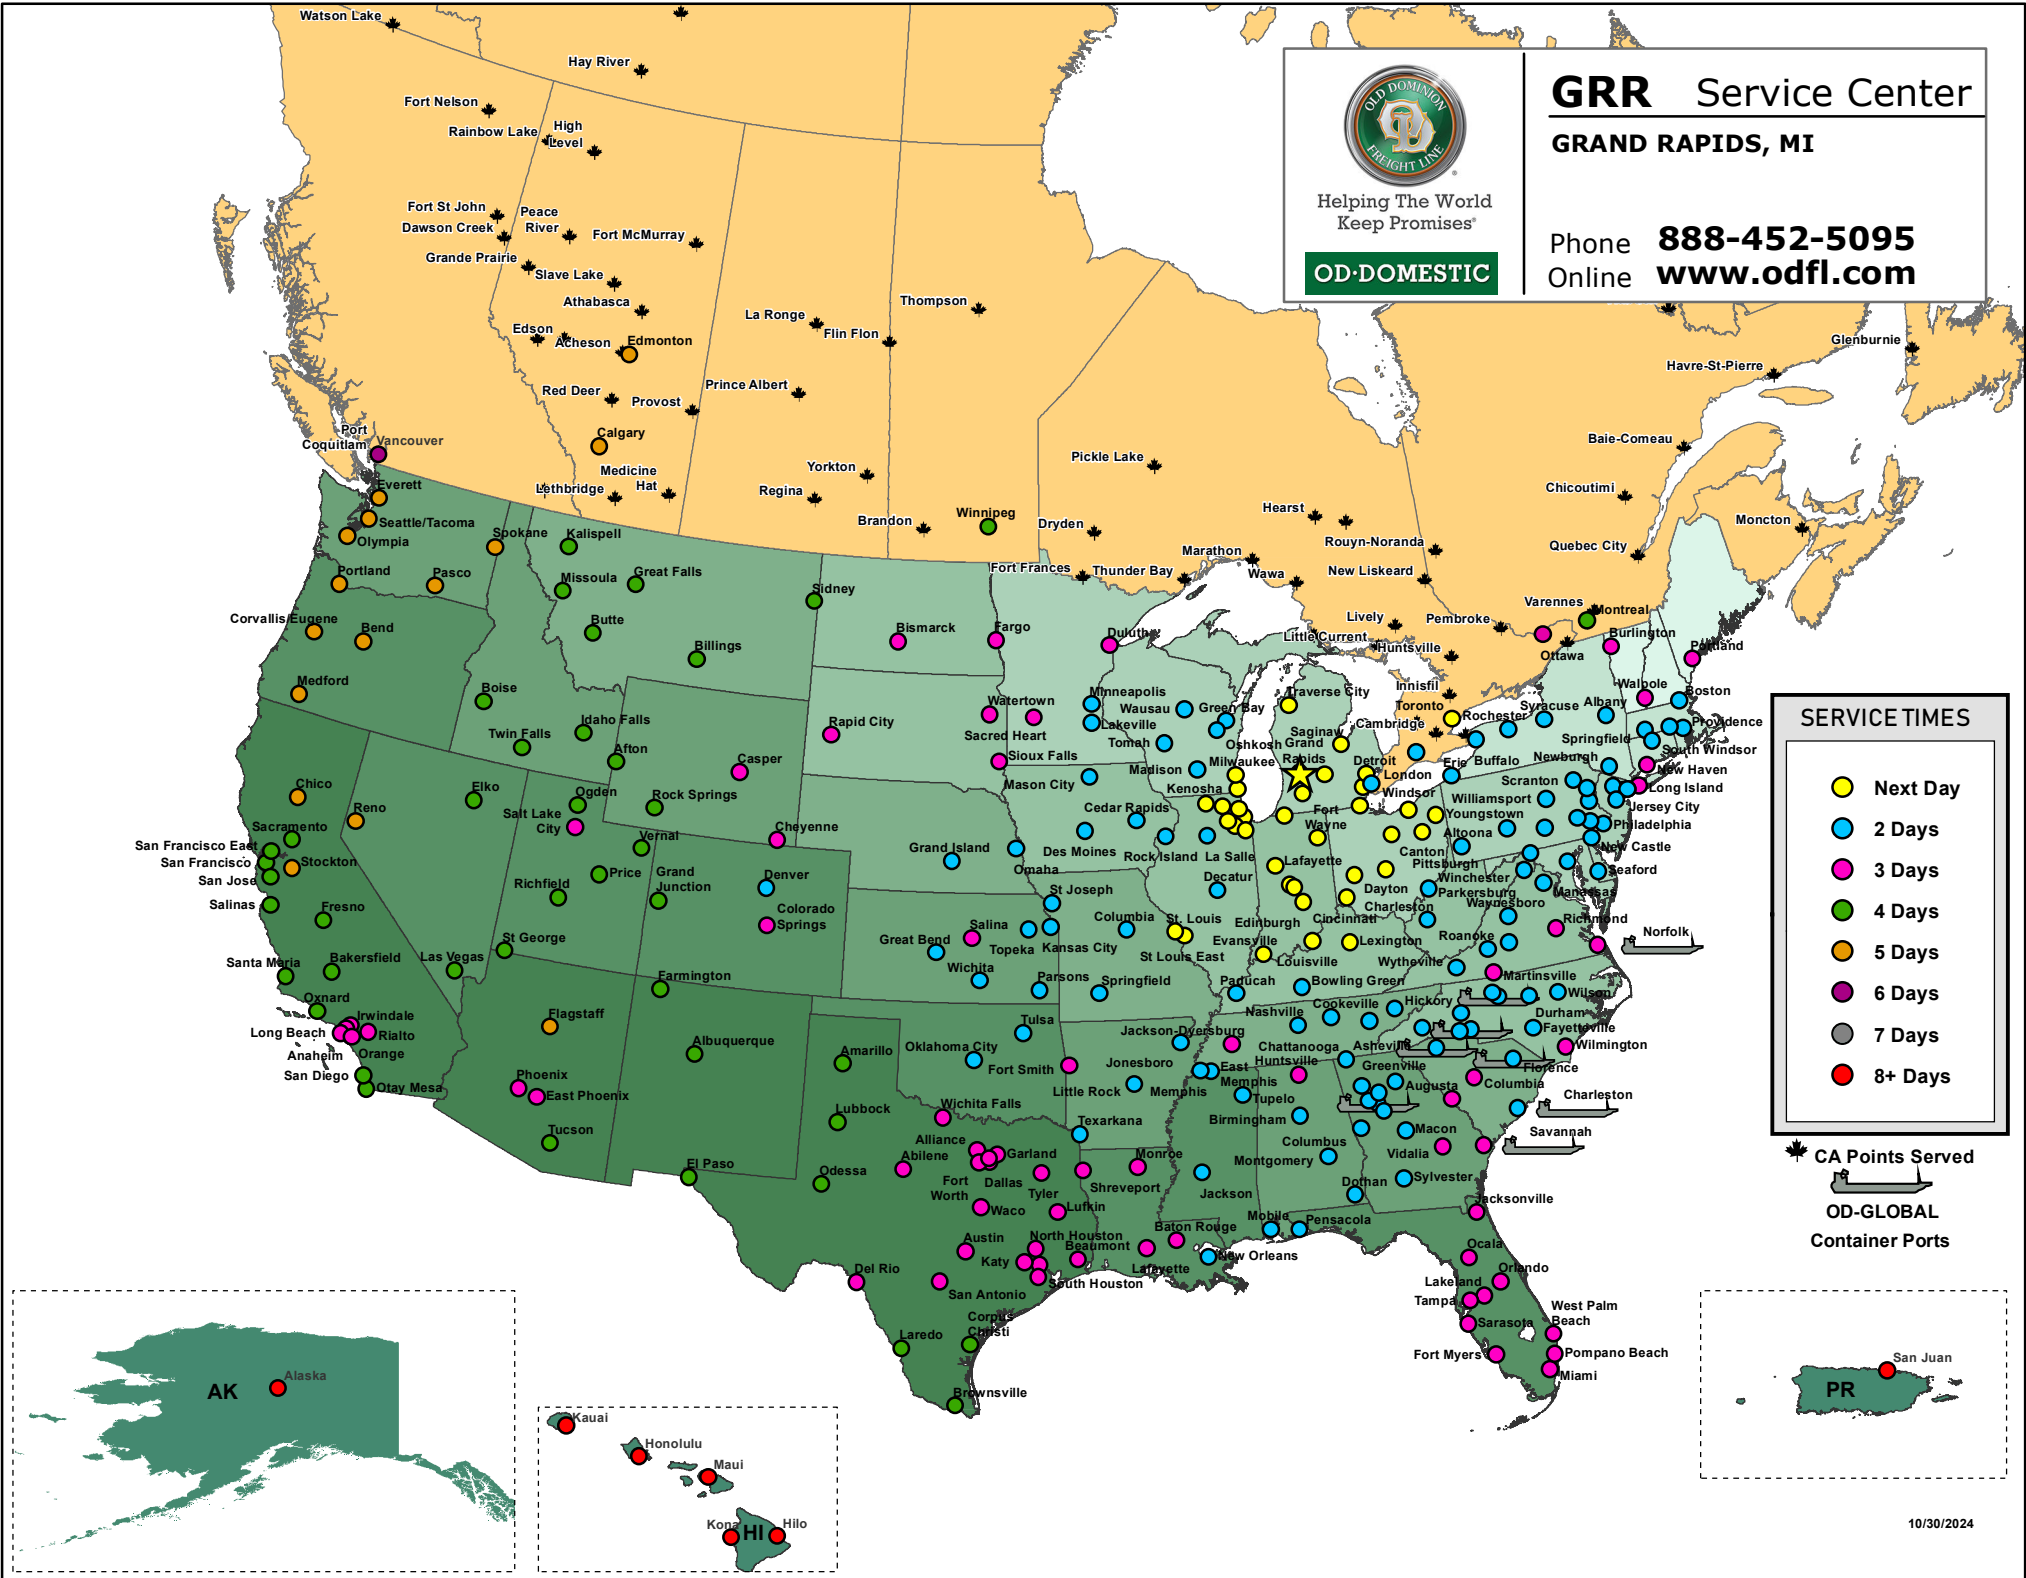 GRR Service Center
GRAND RAPIDS, MI
Phone 888-452-5095
Online www.odfl.com
OLD DOMINION
FREIGHT LINE
Helping The World
Keep Promises
OD·DOMESTIC
Watson Lake
Hay River
Fort Nelson
Rainbow Lake
High
Level
Fort St John
Dawson Creek
Peace
River
Fort McMurray
Grande Prairie
Slave Lake
Athabasca
Edson
Acheson
Edmonton
Red Deer
Provost
Calgary
Medicine
Hat
Lethbridge
La Ronge
Flin Flon
Prince Albert
Thompson
Yorkton
Regina
Brandon
Winnipeg
Dryden
Pickle Lake
Fort Frances
Thunder Bay
Marathon
Wawa
Hearst
Rouyn-Noranda
New Liskeard
Lively
Little Current
Pembroke
Huntsville
Innisfil
Toronto
Cambridge
Ottawa
Varennes
Montreal
Quebec City
Chicoutimi
Baie-Comeau
Havre-St-Pierre
Glenburnie
Moncton
Port
Coquitlam
Vancouver
Everett
Seattle/Tacoma
Olympia
Spokane
Portland
Pasco
Corvallis/Eugene
Bend
Medford
Kalispell
Missoula
Great Falls
Butte
Billings
Sidney
Boise
Idaho Falls
Twin Falls
Afton
Casper
Rock Springs
Cheyenne
Chico
Reno
Elko
Ogden
Salt Lake
City
Vernal
Sacramento
San Francisco East
San Francisco
Stockton
San Jose
Salinas
Fresno
Richfield
Price
Grand
Junction
Denver
Colorado
Springs
St George
Las Vegas
Santa Maria
Bakersfield
Oxnard
Irwindale
Long Beach
Rialto
Anaheim
Orange
San Diego
Otay Mesa
Farmington
Flagstaff
Albuquerque
Phoenix
East Phoenix
Tucson
El Paso
Amarillo
Lubbock
Odessa
Bismarck
Fargo
Duluth
Rapid City
Watertown
Sacred Heart
Sioux Falls
Minneapolis
Lakeville
Wausau
Green Bay
Tomah
Oshkosh
Madison
Milwaukee
Kenosha
Mason City
Cedar Rapids
Des Moines
Rock Island
La Salle
Decatur
Grand Island
Omaha
St Joseph
Salina
Topeka
Kansas City
Great Bend
Wichita
Parsons
Columbia
St. Louis
St Louis East
Springfield
Traverse City
Saginaw
Grand
Rapids
Detroit
London
Windsor
Fort
Wayne
Lafayette
Edinburgh
Evansville
Louisville
Lexington
Cincinnati
Dayton
Canton
Youngstown
Charleston
Parkersburg
Pittsburgh
Altoona
Erie
Buffalo
Rochester
Syracuse
Albany
Burlington
Portland
Walpole
Boston
Providence
Springfield
South Windsor
Newburgh
New Haven
Long Island
Jersey City
Scranton
Williamsport
Philadelphia
New Castle
Seaford
Winchester
Manassas
Waynesboro
Richmond
Norfolk
Roanoke
Wytheville
Martinsville
Paducah
Bowling Green
Cookeville
Nashville
Hickory
Wilson
Durham
Fayetteville
Wilmington
Tulsa
Oklahoma City
Fort Smith
Wichita Falls
Jackson-Dyersburg
Jonesboro
Little Rock
Memphis
East
Memphis
Tupelo
Chattanooga
Huntsville
Asheville
Greenville
Florence
Columbia
Augusta
Charleston
Savannah
Birmingham
Columbus
Macon
Vidalia
Montgomery
Sylvester
Dothan
Texarkana
Alliance
Abilene
Garland
Fort
Worth
Dallas
Tyler
Waco
Lufkin
Shreveport
Monroe
Jackson
Austin
North Houston
Katy
Beaumont
South Houston
San Antonio
Del Rio
Corpus
Christi
Laredo
Brownsville
Lafayette
Baton Rouge
New Orleans
Mobile
Pensacola
Jacksonville
Ocala
Orlando
Lakeland
Tampa
Sarasota
West Palm
Beach
Fort Myers
Pompano Beach
Miami
SERVICE TIMES
Next Day
2 Days
3 Days
4 Days
5 Days
6 Days
7 Days
8+ Days
CA Points Served
OD-GLOBAL
Container Ports
AK
Alaska
Kauai
Honolulu
Maui
Kona
HI
Hilo
San Juan
PR
10/30/2024